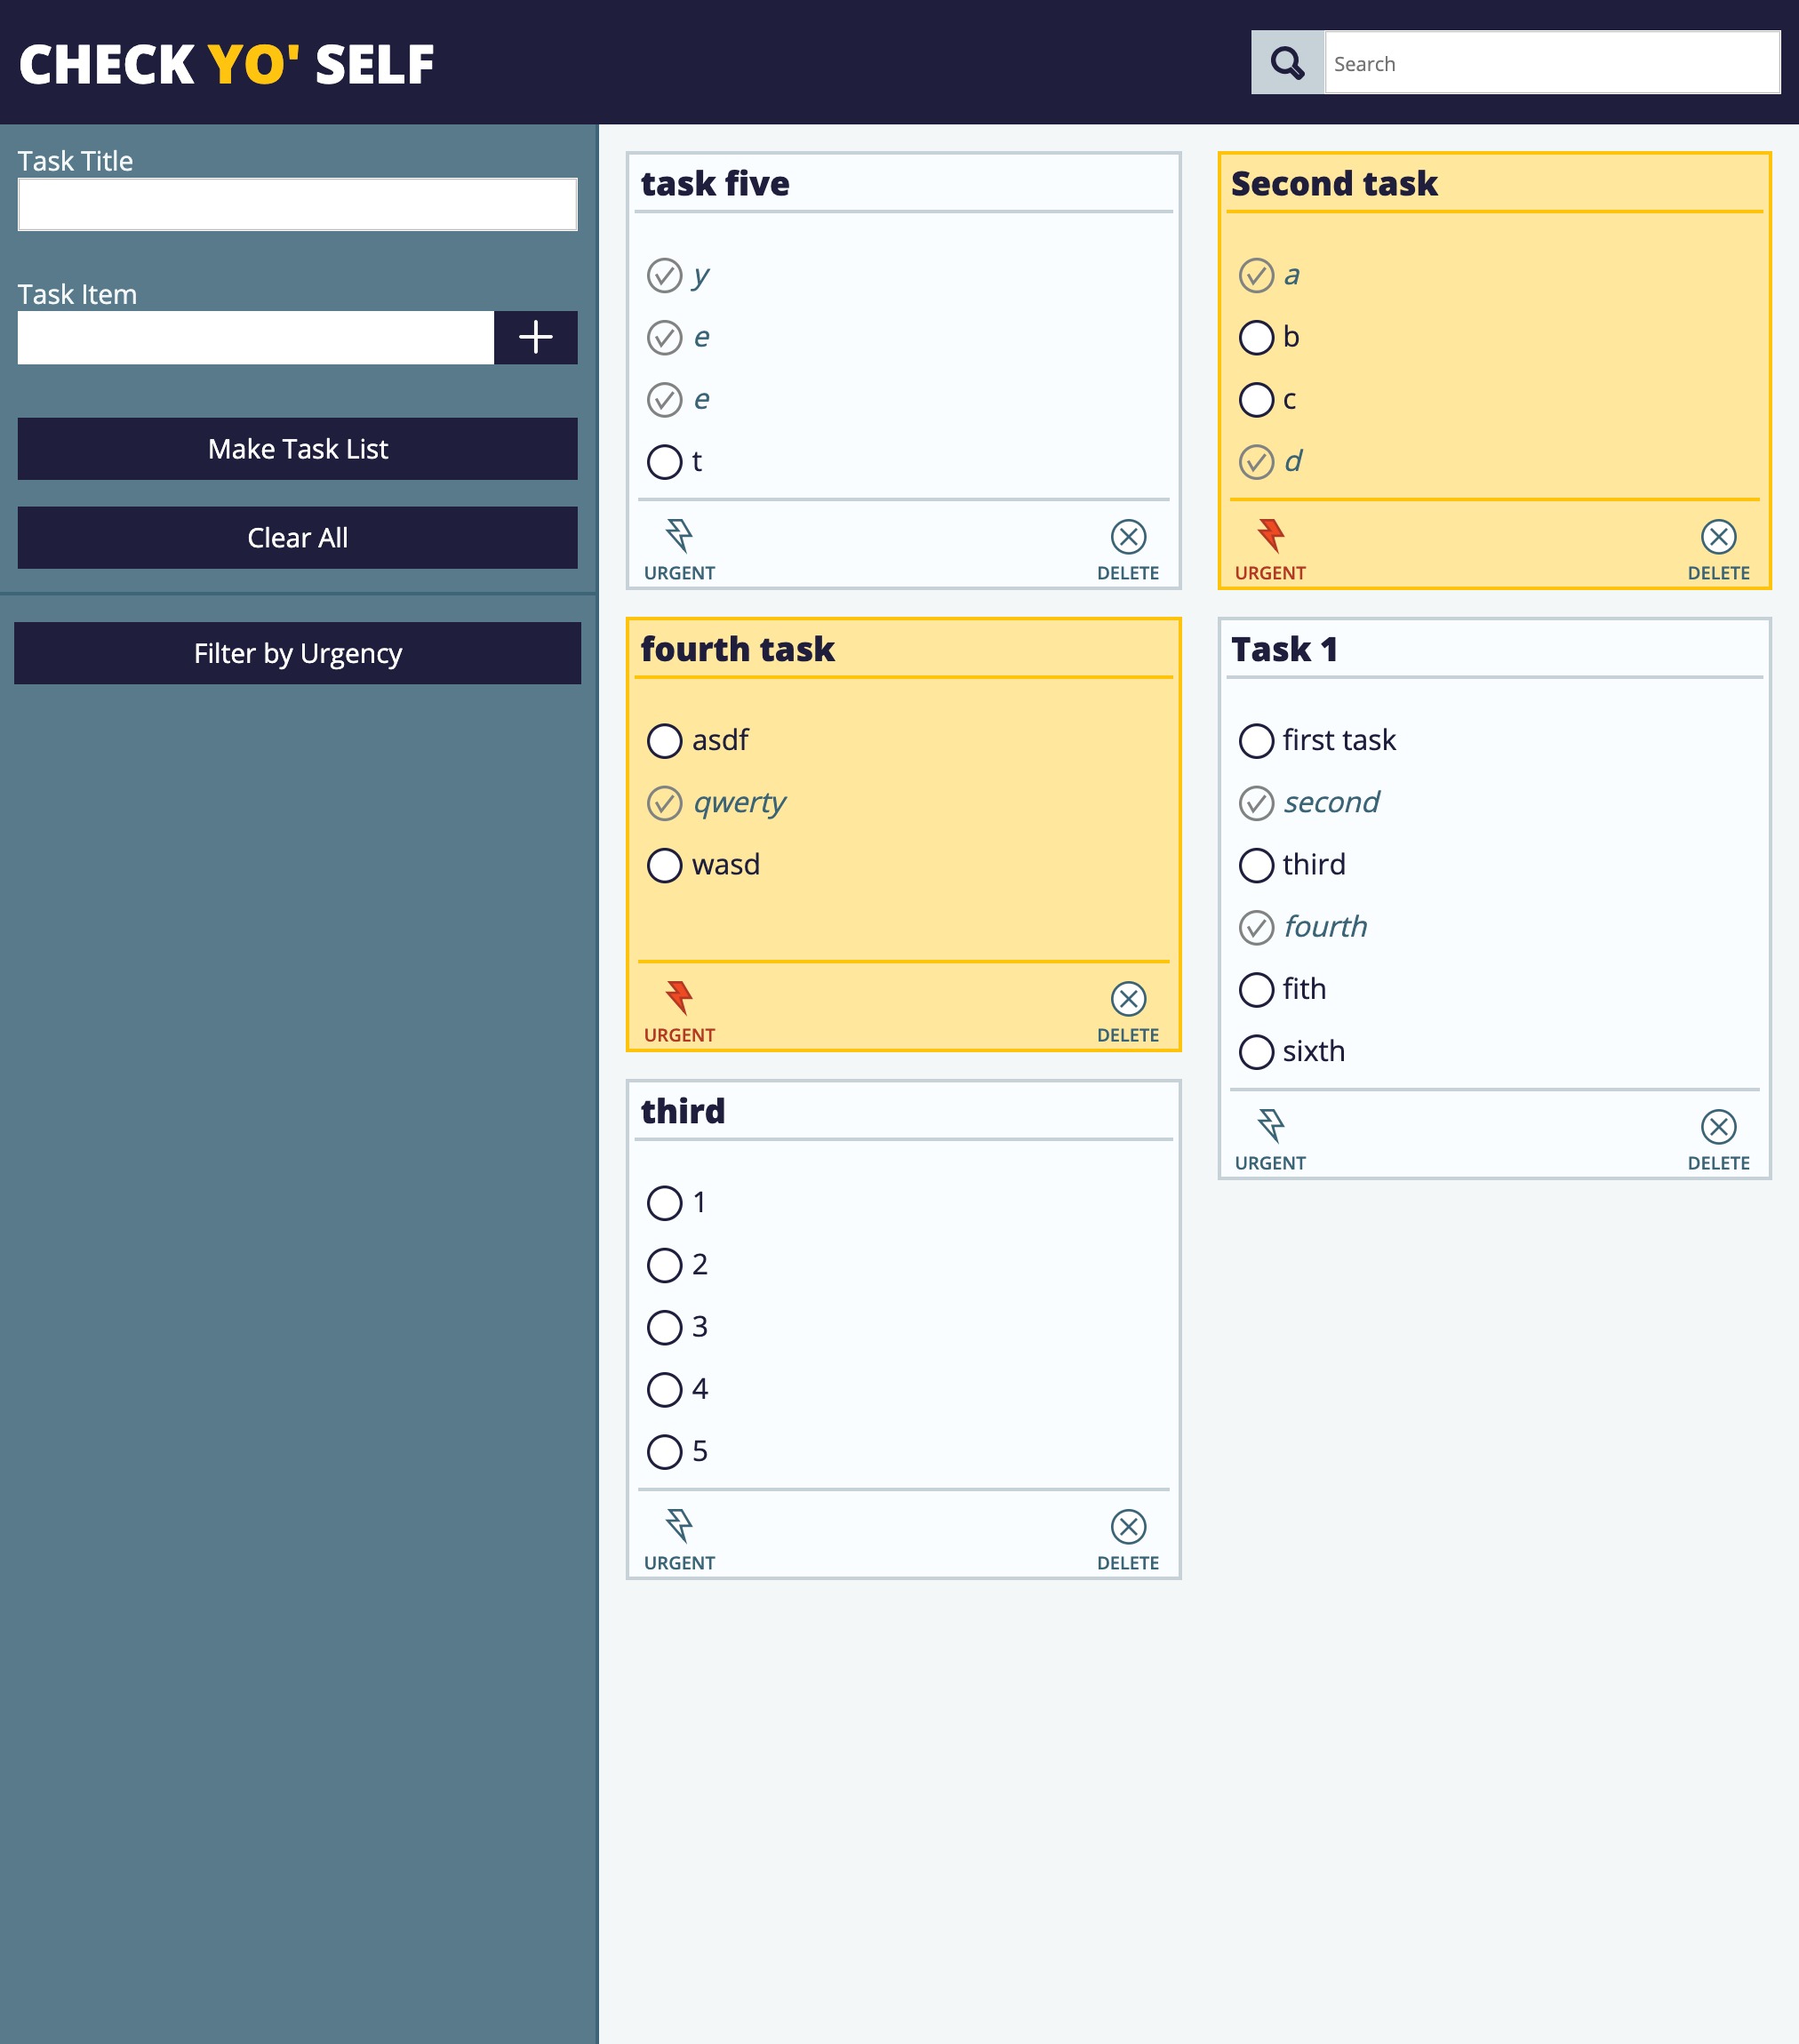 CHECK YO' SELF
Search
Task Title
Task Item
Make Task List
Clear All
Filter by Urgency
task five
y
e
e
t
URGENT
DELETE
Second task
a
b
c
d
URGENT
DELETE
fourth task
asdf
qwerty
wasd
URGENT
DELETE
Task 1
first task
second
third
fourth
fith
sixth
URGENT
DELETE
third
1
2
3
4
5
URGENT
DELETE